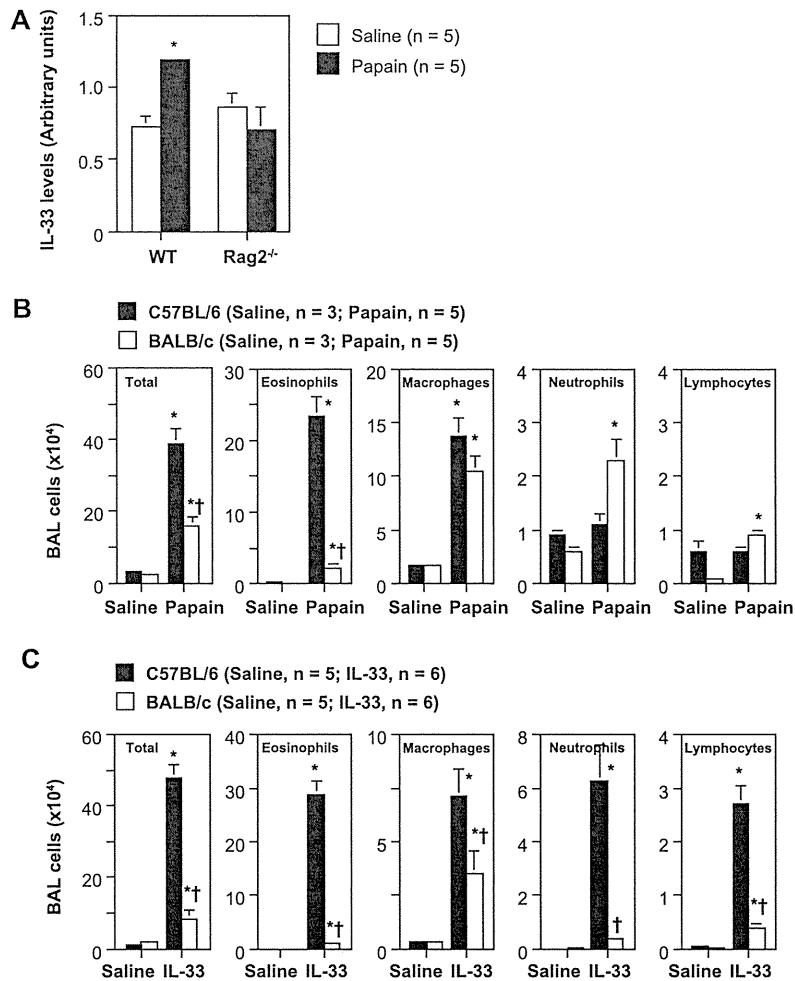 A
IL-33 levels (Arbitrary units)
1.5
1.0
0.5
0
*
WT
Rag2-/-
Saline (n = 5)
Papain (n = 5)
B
C57BL/6 (Saline, n = 3; Papain, n = 5)
BALB/c (Saline, n = 3; Papain, n = 5)
BAL cells (x10⁴)
60
40
20
0
Total
*
*†
Saline Papain
30
20
10
0
Eosinophils
*
*†
Saline Papain
20
15
10
5
0
Macrophages
*
*
Saline Papain
4
3
2
1
0
Neutrophils
*
Saline Papain
4
3
2
1
0
Lymphocytes
*
Saline Papain
C
C57BL/6 (Saline, n = 5; IL-33, n = 6)
BALB/c (Saline, n = 5; IL-33, n = 6)
BAL cells (x10⁴)
60
40
20
0
Total
*
*†
Saline IL-33
40
30
20
10
0
Eosinophils
*
*†
Saline IL-33
10
5
0
Macrophages
*
*†
Saline IL-33
8
6
4
2
0
Neutrophils
*
†
Saline IL-33
4
3
2
1
0
Lymphocytes
*
*†
Saline IL-33